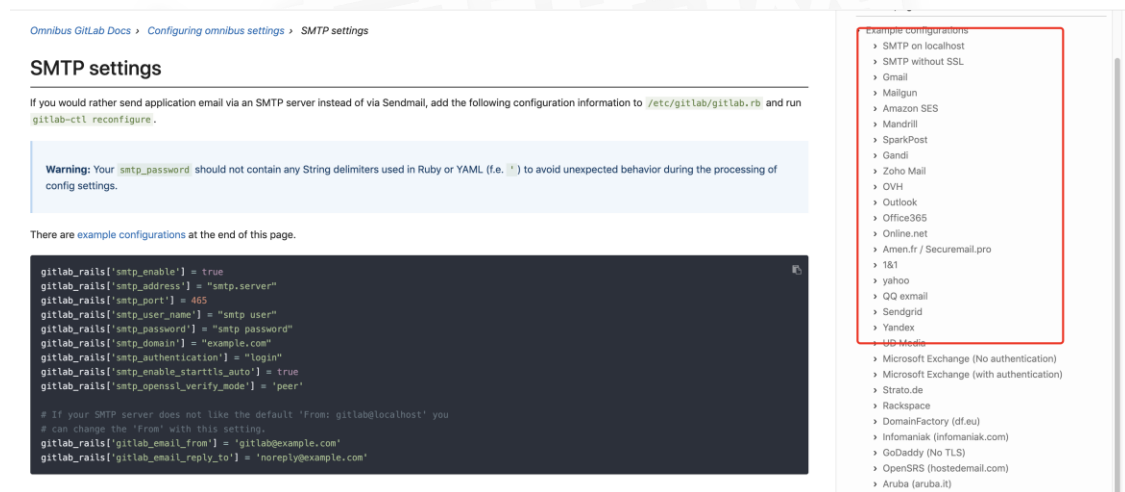 Omnibus GitLab Docs › Configuring omnibus settings › SMTP settings
SMTP settings
If you would rather send application email via an SMTP server instead of via Sendmail, add the following configuration information to /etc/gitlab/gitlab.rb and run
gitlab-ctl reconfigure .
Warning: Your smtp_password should not contain any String delimiters used in Ruby or YAML (f.e. ' ) to avoid unexpected behavior during the processing of
config settings.
There are example configurations at the end of this page.
gitlab_rails['smtp_enable'] = true
gitlab_rails['smtp_address'] = "smtp.server"
gitlab_rails['smtp_port'] = 465
gitlab_rails['smtp_user_name'] = "smtp user"
gitlab_rails['smtp_password'] = "smtp password"
gitlab_rails['smtp_domain'] = "example.com"
gitlab_rails['smtp_authentication'] = "login"
gitlab_rails['smtp_enable_starttls_auto'] = true
gitlab_rails['smtp_openssl_verify_mode'] = 'peer'
# If your SMTP server does not like the default 'From: gitlab@localhost' you
# can change the 'From' with this setting.
gitlab_rails['gitlab_email_from'] = 'gitlab@example.com'
gitlab_rails['gitlab_email_reply_to'] = 'noreply@example.com'
Example configurations
› SMTP on localhost
› SMTP without SSL
› Gmail
› Mailgun
› Amazon SES
› Mandrill
› SparkPost
› Gandi
› Zoho Mail
› OVH
› Outlook
› Office365
› Online.net
› Amen.fr / Securemail.pro
› 1&1
› yahoo
› QQ exmail
› Sendgrid
› Yandex
› UD Media
› Microsoft Exchange (No authentication)
› Microsoft Exchange (with authentication)
› Strato.de
› Rackspace
› DomainFactory (df.eu)
› Infomaniak (infomaniak.com)
› GoDaddy (No TLS)
› OpenSRS (hostedemail.com)
› Aruba (aruba.it)